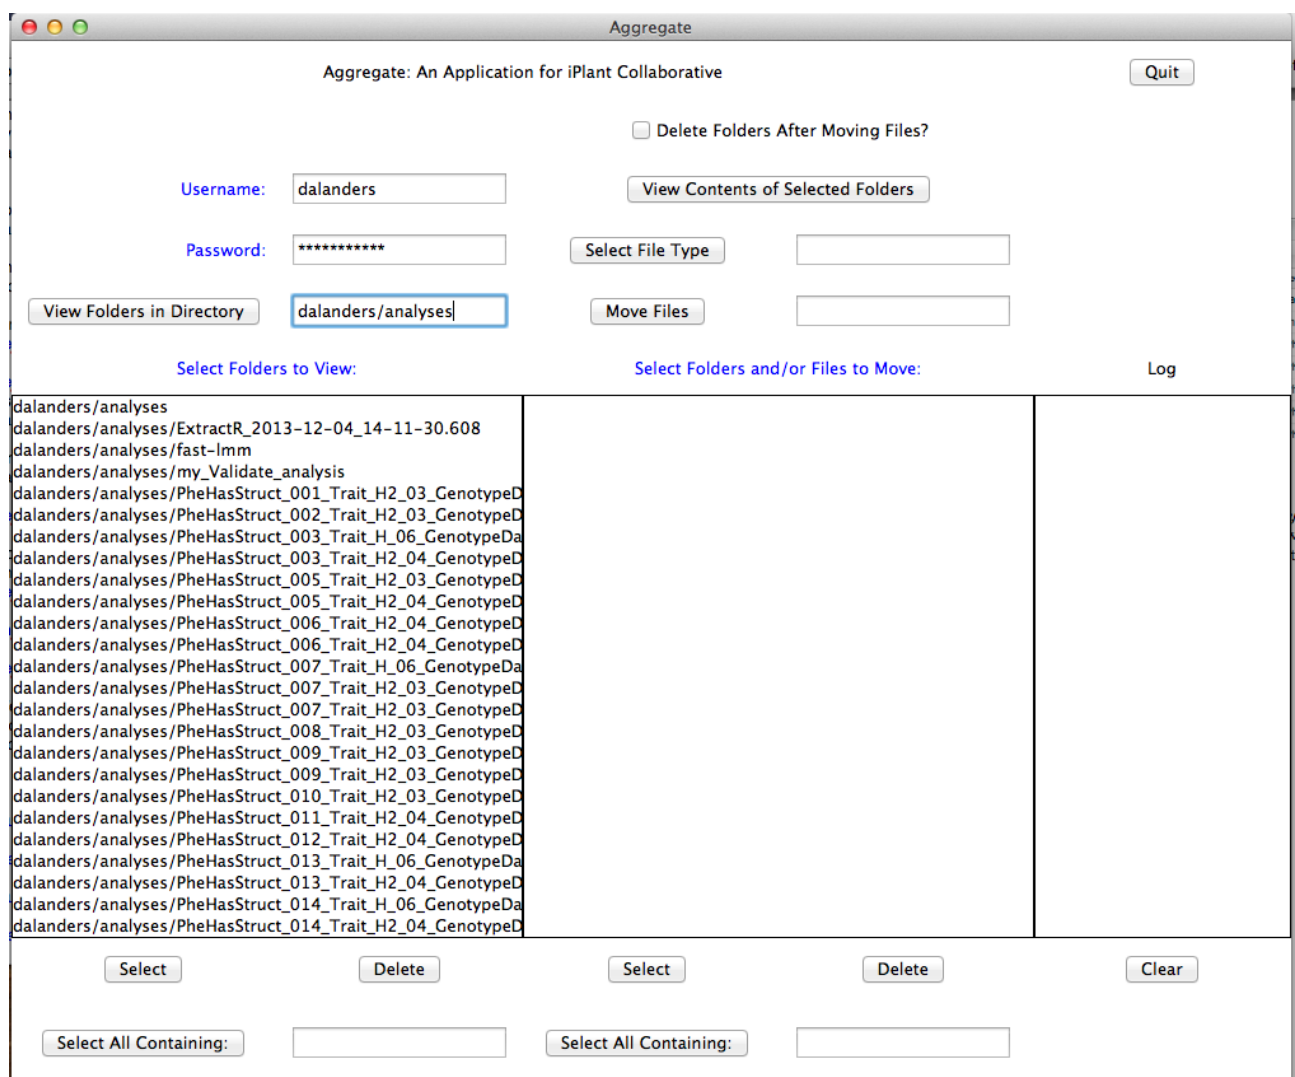 Aggregate
Aggregate: An Application for iPlant Collaborative
Quit
Delete Folders After Moving Files?
Username: dalanders
View Contents of Selected Folders
Password: ***********
Select File Type
View Folders in Directory dalanders/analyses
Move Files
Select Folders to View:
Select Folders and/or Files to Move:
Log
dalanders/analyses
dalanders/analyses/ExtractR_2013-12-04_14-11-30.608
dalanders/analyses/fast-lmm
dalanders/analyses/my_Validate_analysis
dalanders/analyses/PheHasStruct_001_Trait_H2_03_GenotypeD
dalanders/analyses/PheHasStruct_002_Trait_H2_03_GenotypeD
dalanders/analyses/PheHasStruct_003_Trait_H_06_GenotypeDa
dalanders/analyses/PheHasStruct_003_Trait_H2_04_GenotypeD
dalanders/analyses/PheHasStruct_005_Trait_H2_03_GenotypeD
dalanders/analyses/PheHasStruct_005_Trait_H2_04_GenotypeD
dalanders/analyses/PheHasStruct_006_Trait_H2_04_GenotypeD
dalanders/analyses/PheHasStruct_006_Trait_H2_04_GenotypeD
dalanders/analyses/PheHasStruct_007_Trait_H_06_GenotypeDa
dalanders/analyses/PheHasStruct_007_Trait_H2_03_GenotypeD
dalanders/analyses/PheHasStruct_007_Trait_H2_03_GenotypeD
dalanders/analyses/PheHasStruct_008_Trait_H2_03_GenotypeD
dalanders/analyses/PheHasStruct_009_Trait_H2_03_GenotypeD
dalanders/analyses/PheHasStruct_009_Trait_H2_03_GenotypeD
dalanders/analyses/PheHasStruct_010_Trait_H2_03_GenotypeD
dalanders/analyses/PheHasStruct_011_Trait_H2_04_GenotypeD
dalanders/analyses/PheHasStruct_012_Trait_H2_04_GenotypeD
dalanders/analyses/PheHasStruct_013_Trait_H_06_GenotypeDa
dalanders/analyses/PheHasStruct_013_Trait_H2_04_GenotypeD
dalanders/analyses/PheHasStruct_014_Trait_H_06_GenotypeDa
dalanders/analyses/PheHasStruct_014_Trait_H2_04_GenotypeD
Select
Delete
Select
Delete
Clear
Select All Containing:
Select All Containing: